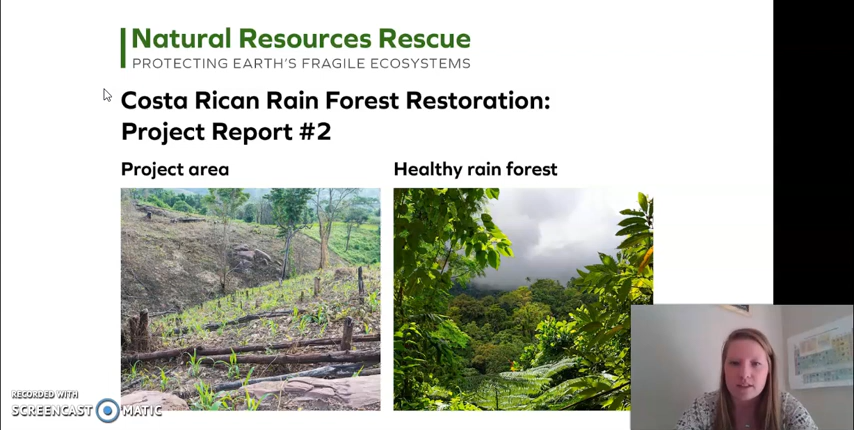 Natural Resources Rescue
PROTECTING EARTH'S FRAGILE ECOSYSTEMS
Costa Rican Rain Forest Restoration:
Project Report #2
Project area
Healthy rain forest
RECORDED WITH
SCREENCAST MATIC